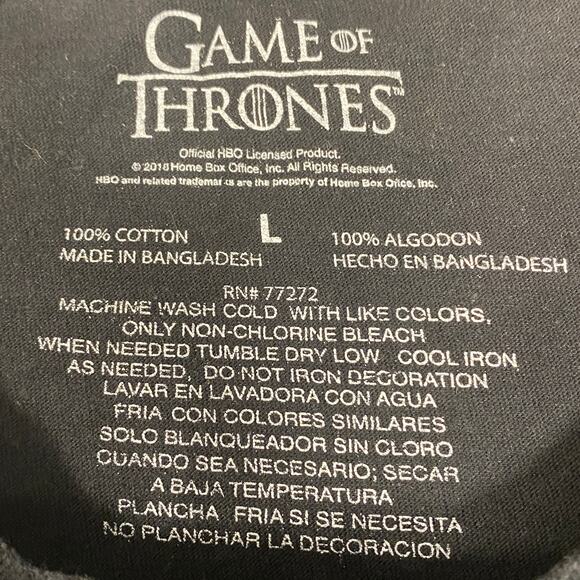 GAME OF
THRONES™
Official HBO Licensed Product.
© 2018 Home Box Office, Inc. All Rights Reserved.
HBO and related trademarks are the property of Home Box Office, Inc.
100% COTTON
MADE IN BANGLADESH
L
100% ALGODON
HECHO EN BANGLADESH
RN# 77272
MACHINE WASH COLD WITH LIKE COLORS,
ONLY NON-CHLORINE BLEACH
WHEN NEEDED TUMBLE DRY LOW COOL IRON
AS NEEDED, DO NOT IRON DECORATION
LAVAR EN LAVADORA CON AGUA
FRIA CON COLORES SIMILARES
SOLO BLANQUEADOR SIN CLORO
CUANDO SEA NECESARIO; SECAR
A BAJA TEMPERATURA
PLANCHA FRIA SI SE NECESITA
NO PLANCHAR LA DECORACION